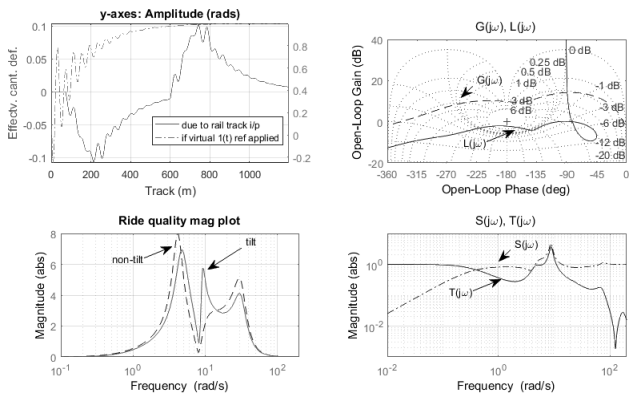 y-axes: Amplitude (rads)
Effectv. cant. def.
0.1
0.05
0
-0.05
-0.1
0.8
0.6
0.4
0.2
0
-0.2
due to rail track i/p
if virtual 1(t) ref applied
0
200
400
600
800
1000
Track (m)
G(jω), L(jω)
Open-Loop Gain (dB)
40
20
0
-20
0 dB
0.25 dB
0.5 dB
1 dB
-1 dB
G(jω)
3 dB
-3 dB
6 dB
-6 dB
L(jω)
-12 dB
-20 dB
-360
-315
-270
-225
-180
-135
-90
-45
0
Open-Loop Phase (deg)
Ride quality mag plot
Magnitude (abs)
8
6
4
2
0
non-tilt
tilt
10-1
100
101
102
Frequency (rad/s)
S(jω), T(jω)
Magnitude (abs)
100
10-2
S(jω)
T(jω)
10-2
100
102
Frequency (rad/s)